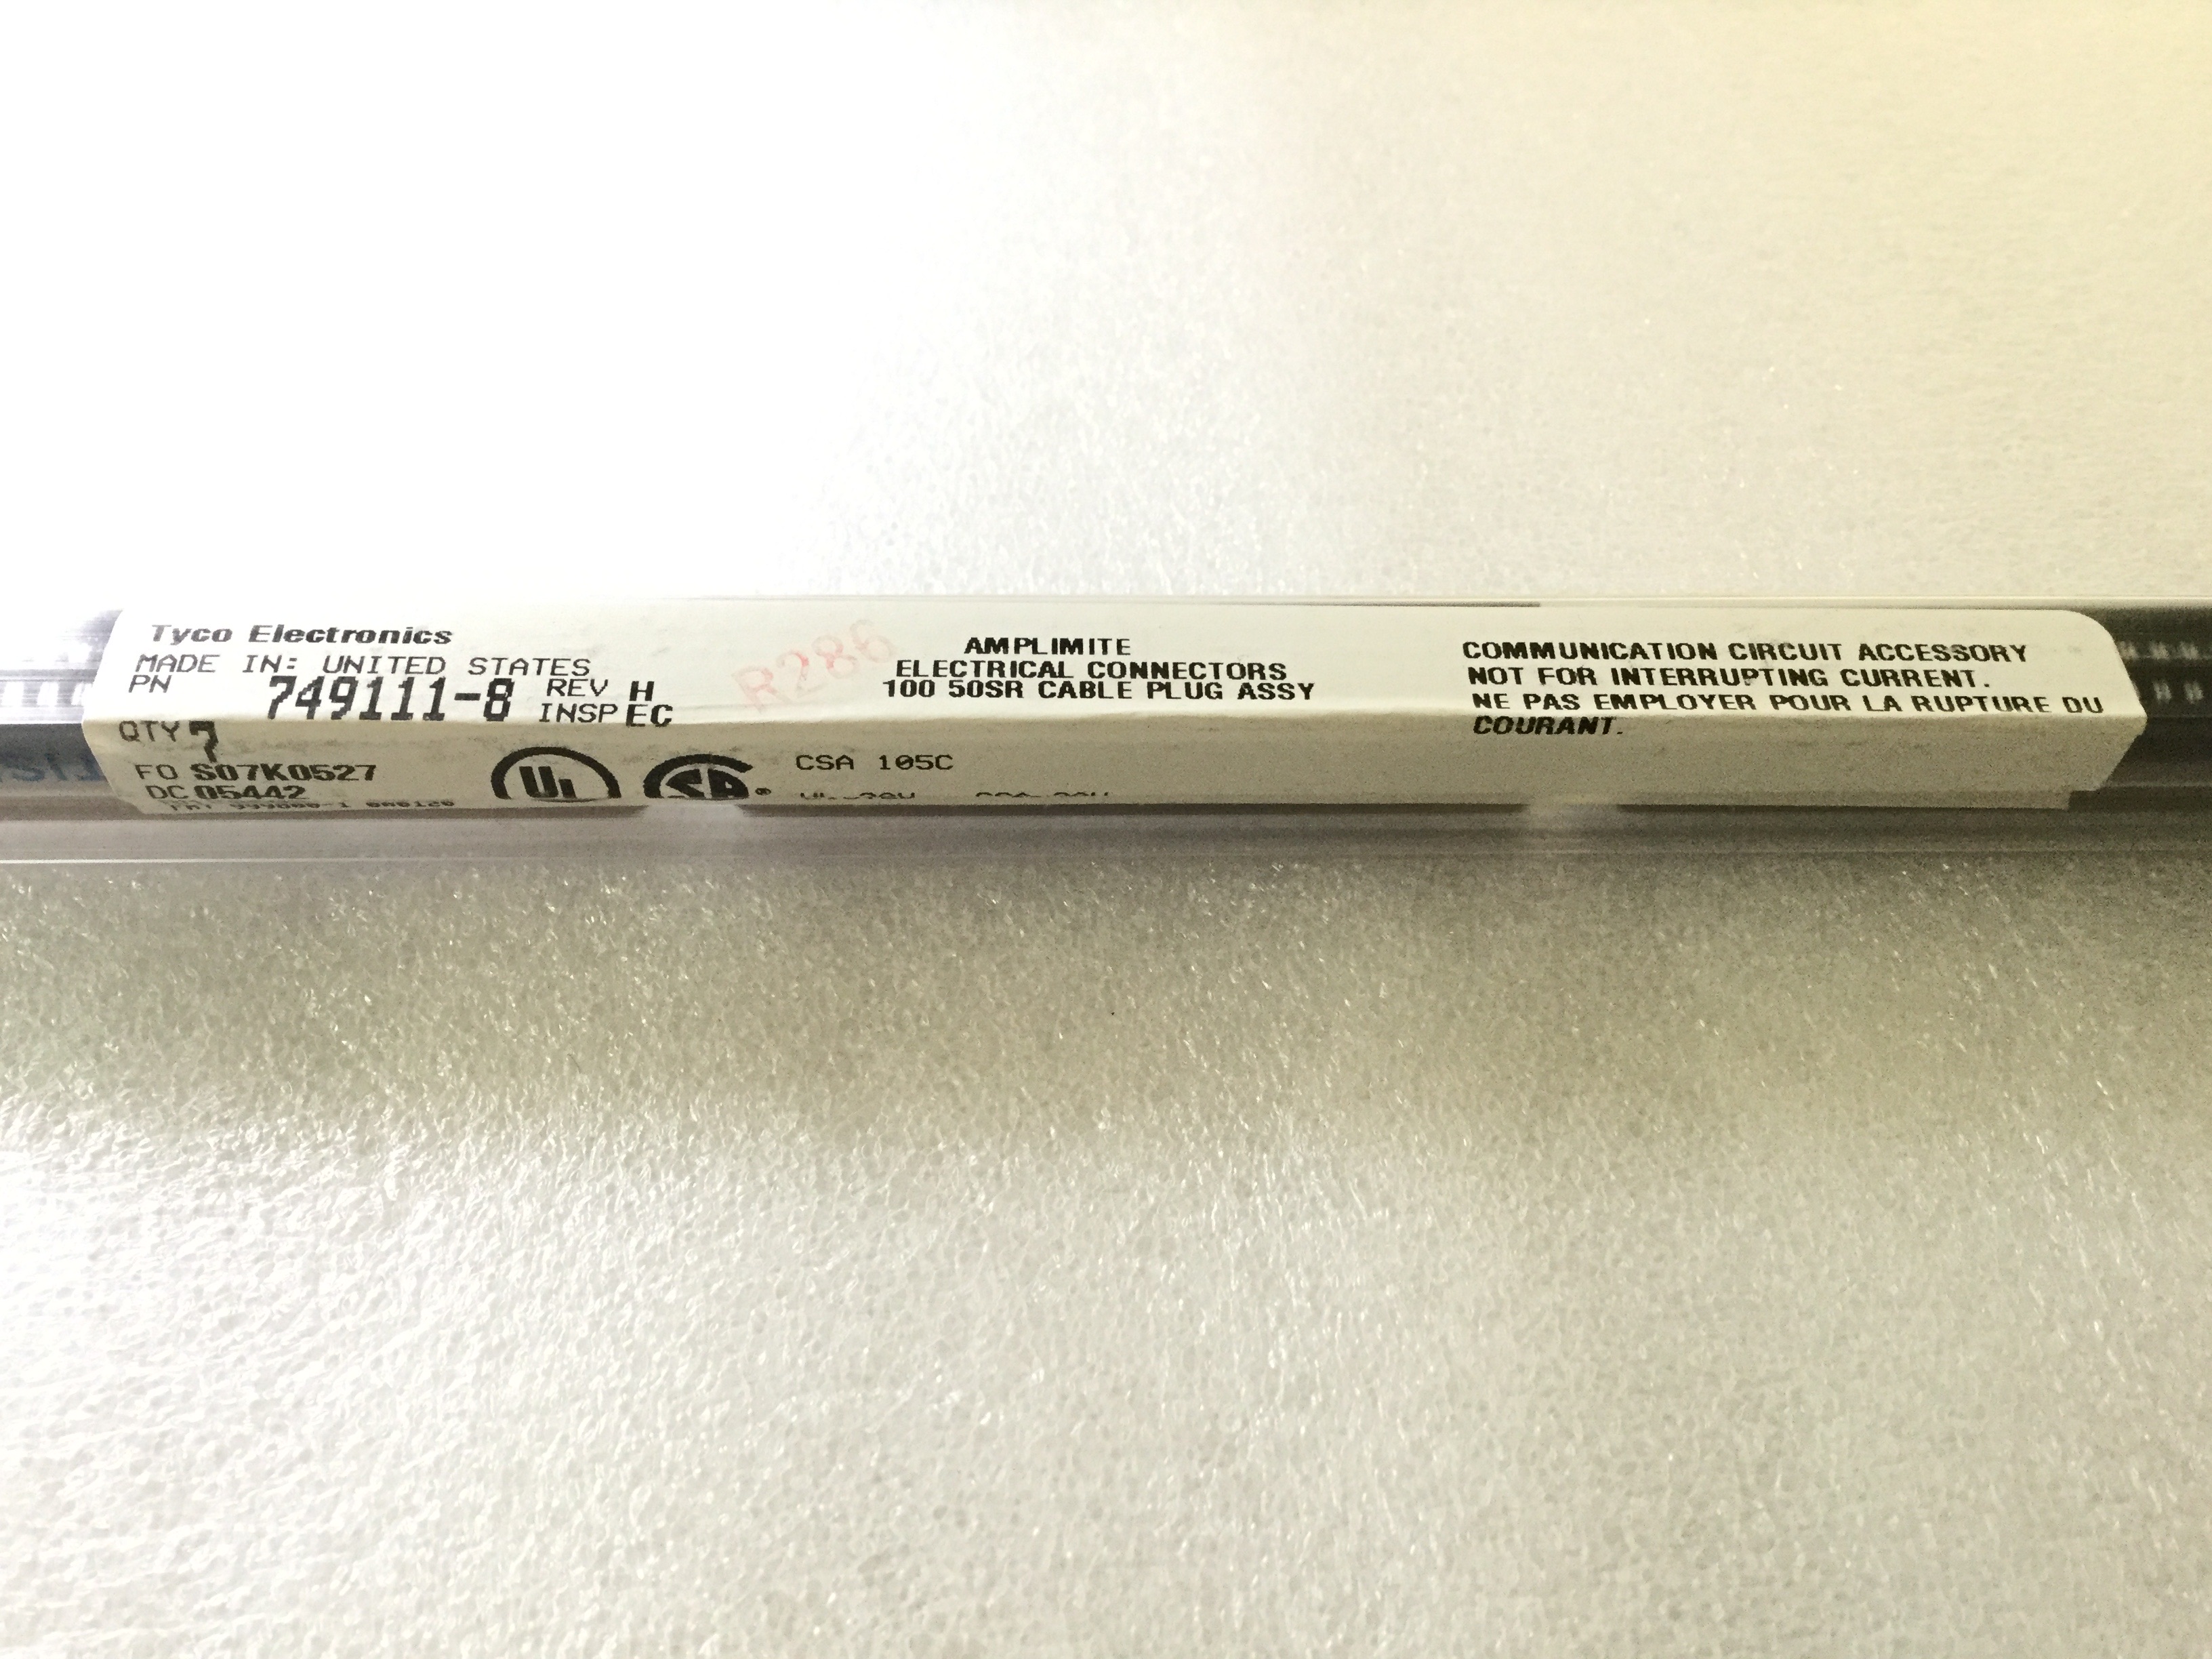 Tyco Electronics
MADE IN: UNITED STATES
PN 749111-8 REV H
INSP EC
QTY 7
FO S07K0527
DC 05442
R286
UL
CSA ®
CSA 105C
AMPLIMITE
ELECTRICAL CONNECTORS
100 50SR CABLE PLUG ASSY
COMMUNICATION CIRCUIT ACCESSORY
NOT FOR INTERRUPTING CURRENT.
NE PAS EMPLOYER POUR LA RUPTURE DU
COURANT.